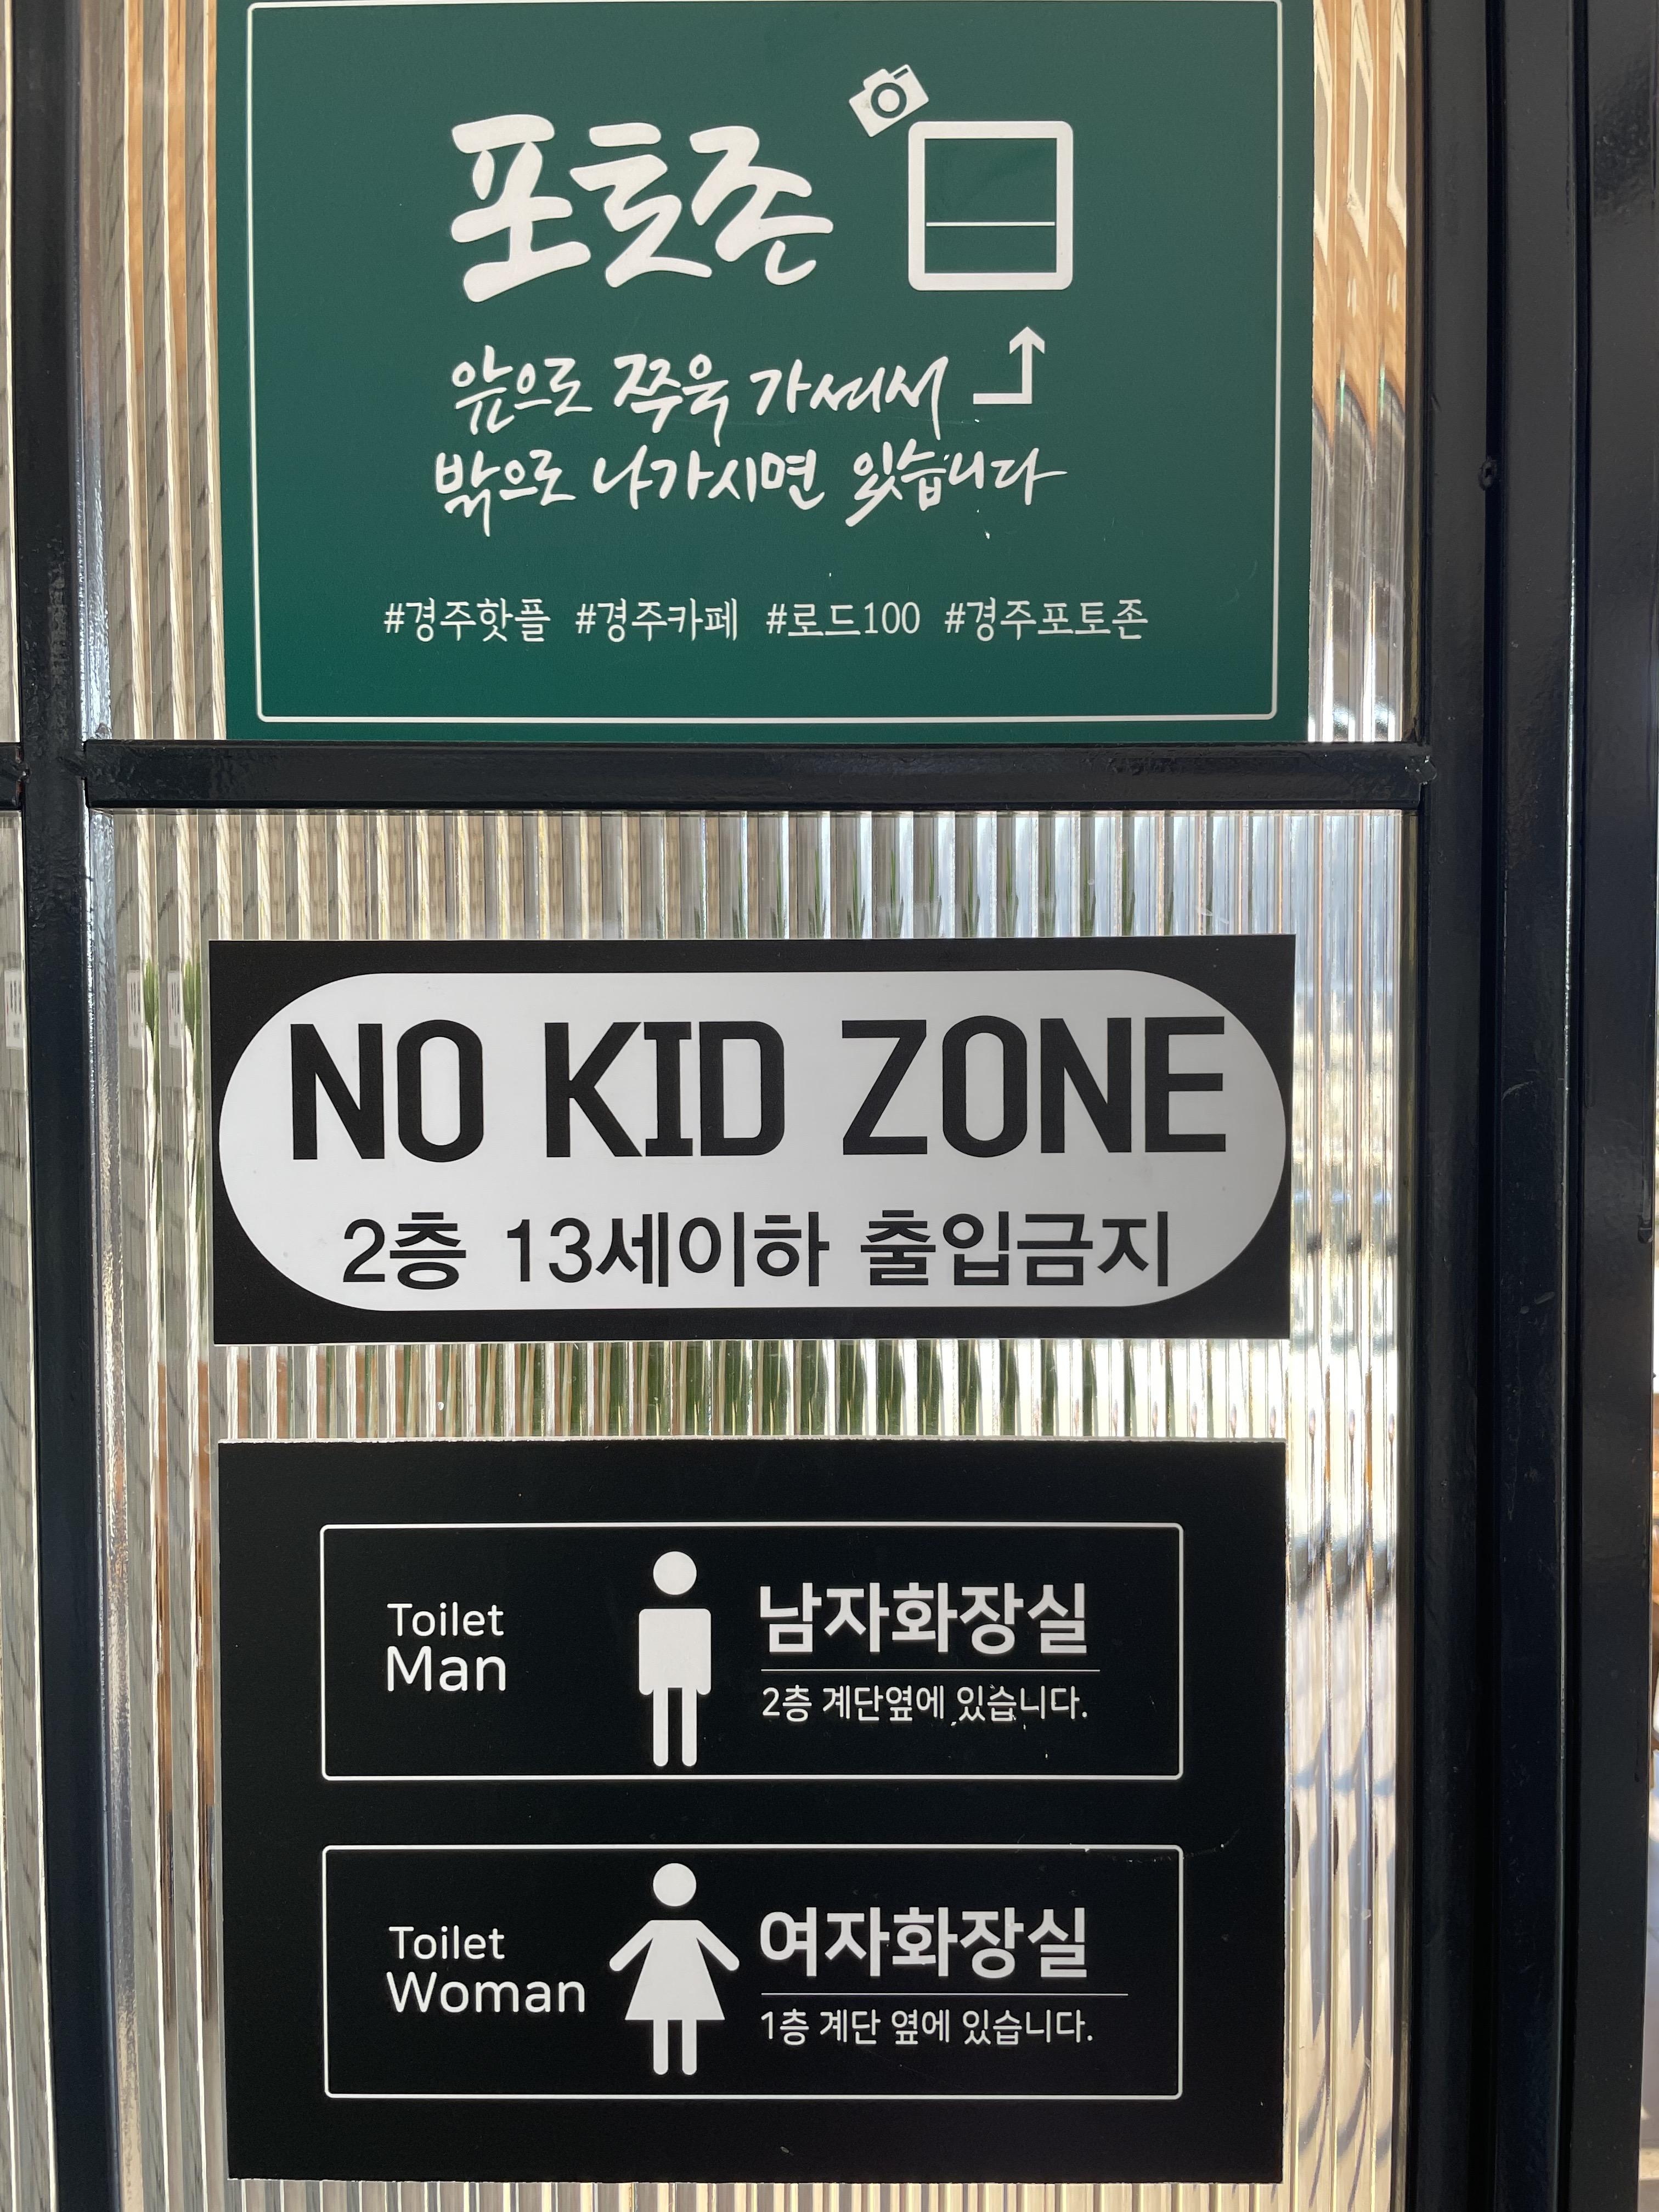 포토존
앞으로 쭈욱 가셔서
밖으로 나가시면 있습니다
#경주핫플 #경주카페 #로드100 #경주포토존
NO KID ZONE
2층 13세이하 출입금지
Toilet
Man
남자화장실
2층 계단옆에 있습니다.
Toilet
Woman
여자화장실
1층 계단 옆에 있습니다.